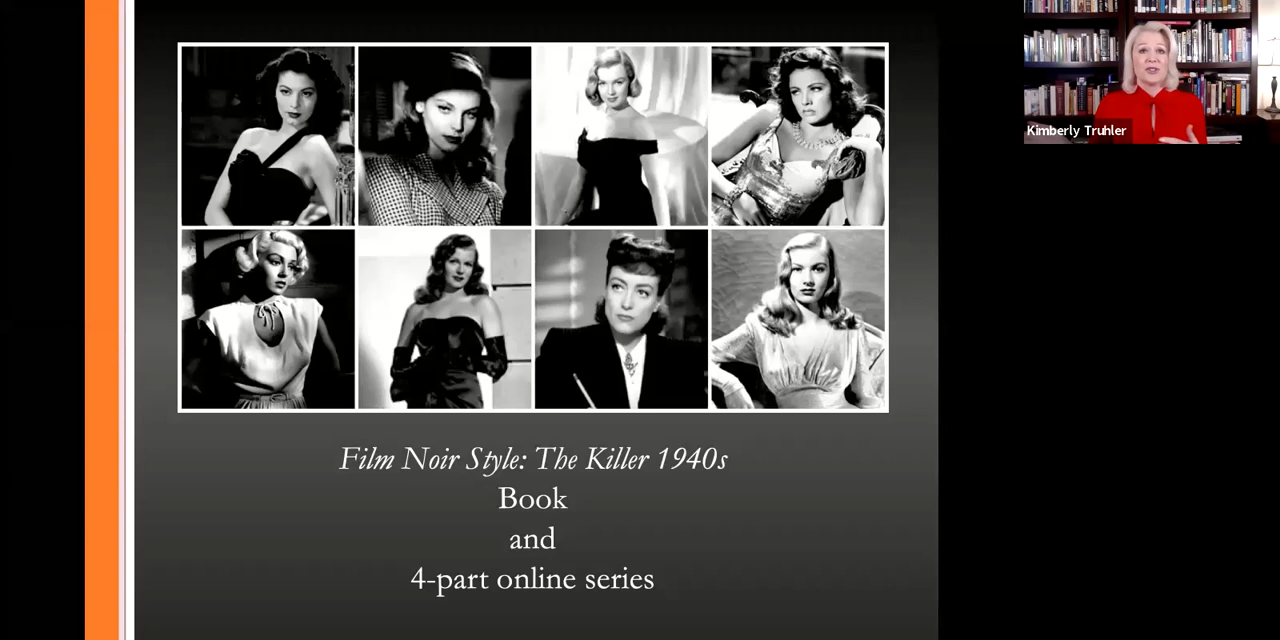 Kimberly Truhler
Film Noir Style: The Killer 1940s
Book
and
4-part online series